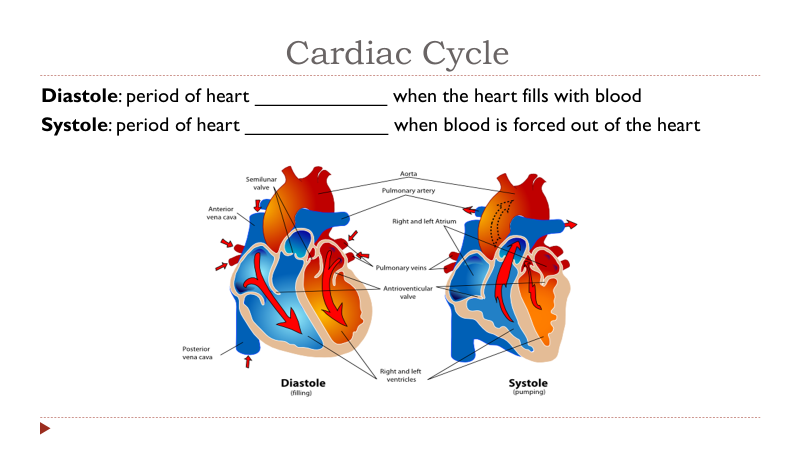 Cardiac Cycle
Diastole: period of heart ____________ when the heart fills with blood
Systole: period of heart _____________ when blood is forced out of the heart
Semilunar
valve
Aorta
Pulmonary artery
Anterior
vena cava
Right and left Atrium
Pulmonary veins
Antrioventicular
valve
Posterior
vena cava
Right and left
ventricles
Diastole
(filling)
Systole
(pumping)